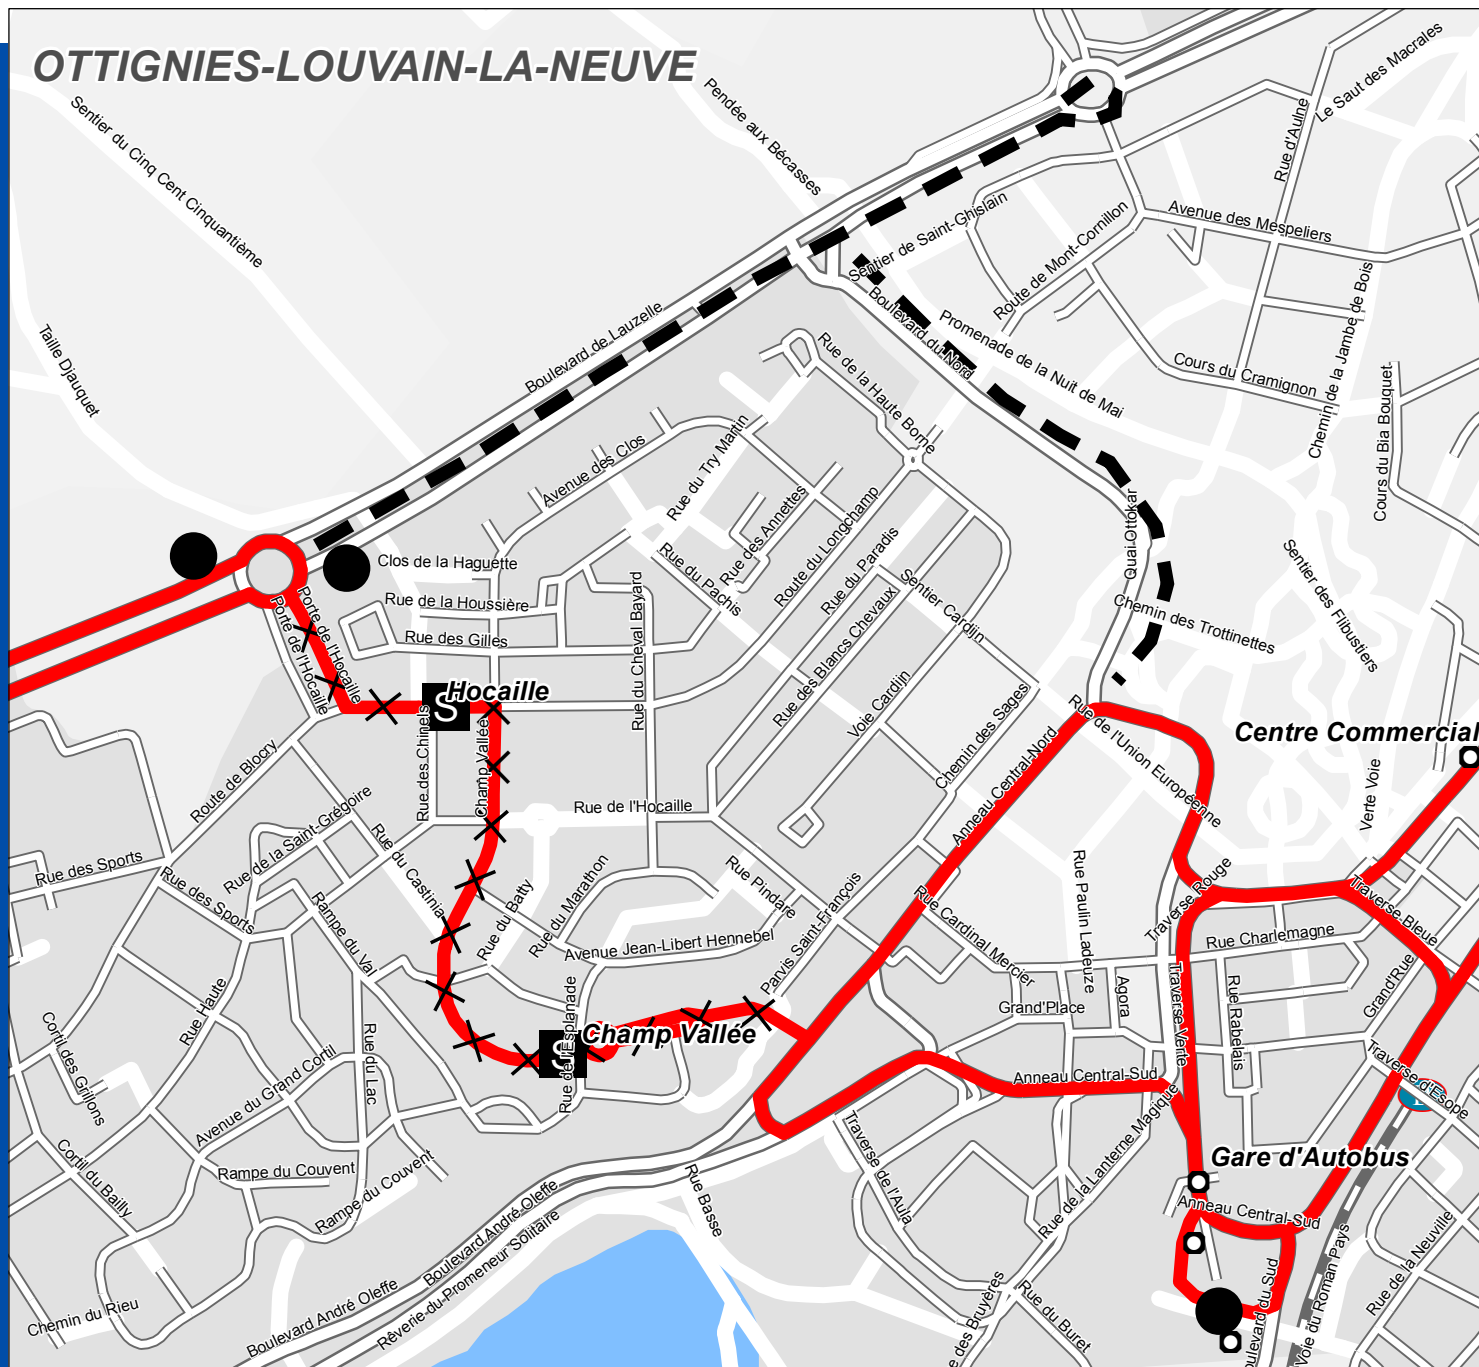 OTTIGNIES-LOUVAIN-LA-NEUVE
Sentier du Cinq Cent Cinquantième
Pendée aux Bécasses
Le Saut des Macrales
Rue d'Aulne
Avenue des Mespeliers
Sentier de Saint-Ghislain
Route de Mont-Cornillon
Chemin de la Jambe de Bois
Boulevard de Lauzelle
Boulevard du Nord
Promenade de la Nuit de Mai
Cours du Cramignon
Cours du Bia Bouquet
Taille Djauquet
Rue de la Haute Borne
Avenue des Clos
Rue du Try Martin
Rue des Annettes
Route du Longchamp
Rue du Paradis
Quai Ottokar
Sentier des Flibustiers
Clos de la Haguette
Rue de la Houssière
Rue des Gilles
Rue du Pachis
Rue du Cheval Bayard
Rue des Blancs Chevaux
Sentier Cardijn
Voie Cardijn
Chemin des Trottinettes
Porte de l'Hocaille
Porte de l'Hocaille
S
Hocaille
Rue des Chinels
Champ Vallée
Chemin des Sages
Anneau Central-Nord
Rue de l'Union Européenne
Centre Commercial
Verte Voie
Route de Blocry
Rue de l'Hocaille
Rue de la Saint-Grégoire
Rue du Castinia
Rue des Sports
Rue des Sports
Rampe du Val
Rue du Batty
Rue du Marathon
Rue Pindare
Parvis Saint-François
Rue Cardinal Mercier
Rue Paulin Ladeuze
Traverse Rouge
Traverse Bleue
Rue Charlemagne
Avenue Jean-Libert Hennebel
Grand'Place
Agora
Traverse Verte
Rue Rabelais
Grand'Rue
Rue Haute
Cortil des Grillons
Rue du Lac
Avenue du Grand Cortil
S
Champ Vallée
Rue de l'Esplanade
Anneau Central-Sud
Traverse d'Esope
Cortil du Bailly
Rampe du Couvent
Rampe du Couvent
Boulevard André Oleffe
Boulevard André Oleffe
Rêverie du Promeneur Solitaire
Rue Basse
Traverse de l'Aula
Rue de la Lanterne Magique
Gare d'Autobus
Anneau Central-Sud
Chemin du Rieu
e des Bruyères
Rue du Buret
oulevard du Sud
Voie du Roman Pays
Rue de la Neuville